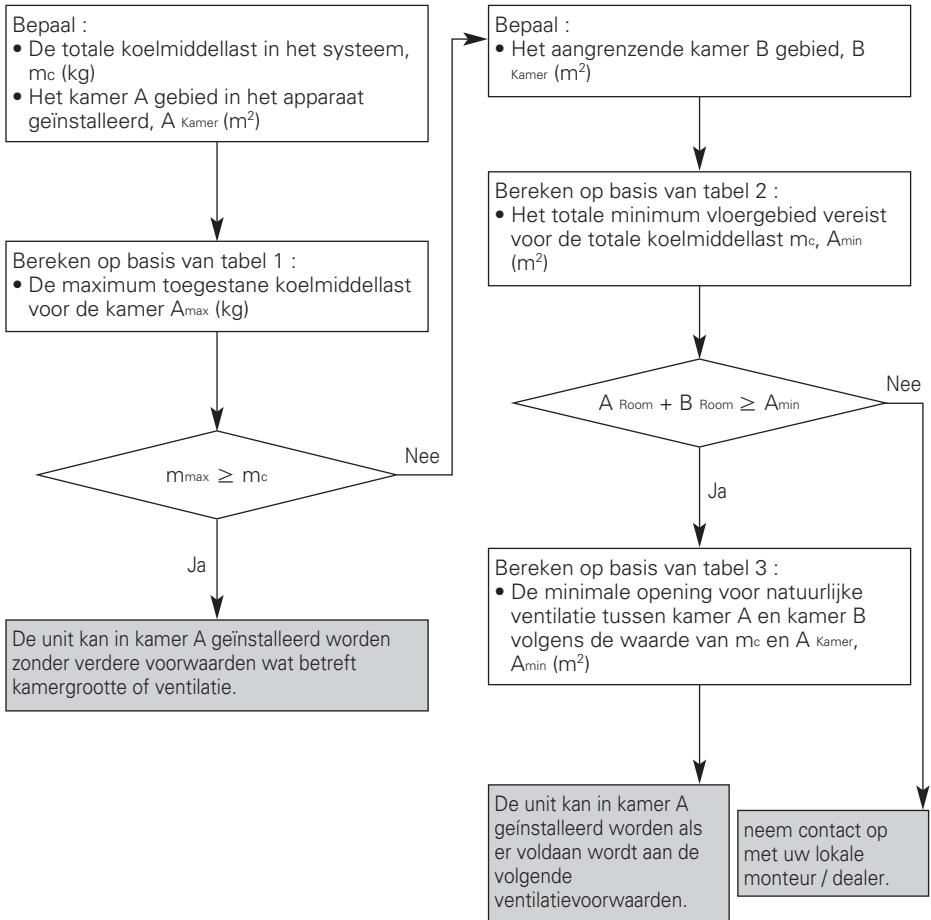 Bepaal :
• De totale koelmiddellast in het systeem,
mc (kg)
• Het kamer A gebied in het apparaat
geïnstalleerd, A Kamer (m²)
Bereken op basis van tabel 1 :
• De maximum toegestane koelmiddellast
voor de kamer Amax (kg)
mmax ≥ mc
Nee
Ja
De unit kan in kamer A geïnstalleerd worden
zonder verdere voorwaarden wat betreft
kamergrootte of ventilatie.
Bepaal :
• Het aangrenzende kamer B gebied, B
Kamer (m²)
Bereken op basis van tabel 2 :
• Het totale minimum vloergebied vereist
voor de totale koelmiddellast mc, Amin
(m²)
A Room + B Room ≥ Amin
Nee
Ja
Bereken op basis van tabel 3 :
• De minimale opening voor natuurlijke
ventilatie tussen kamer A en kamer B
volgens de waarde van mc en A Kamer,
Amin (m²)
De unit kan in kamer A
geínstalleerd worden als
er voldaan wordt aan de
volgende
ventilatievoorwaarden.
neem contact op
met uw lokale
monteur / dealer.